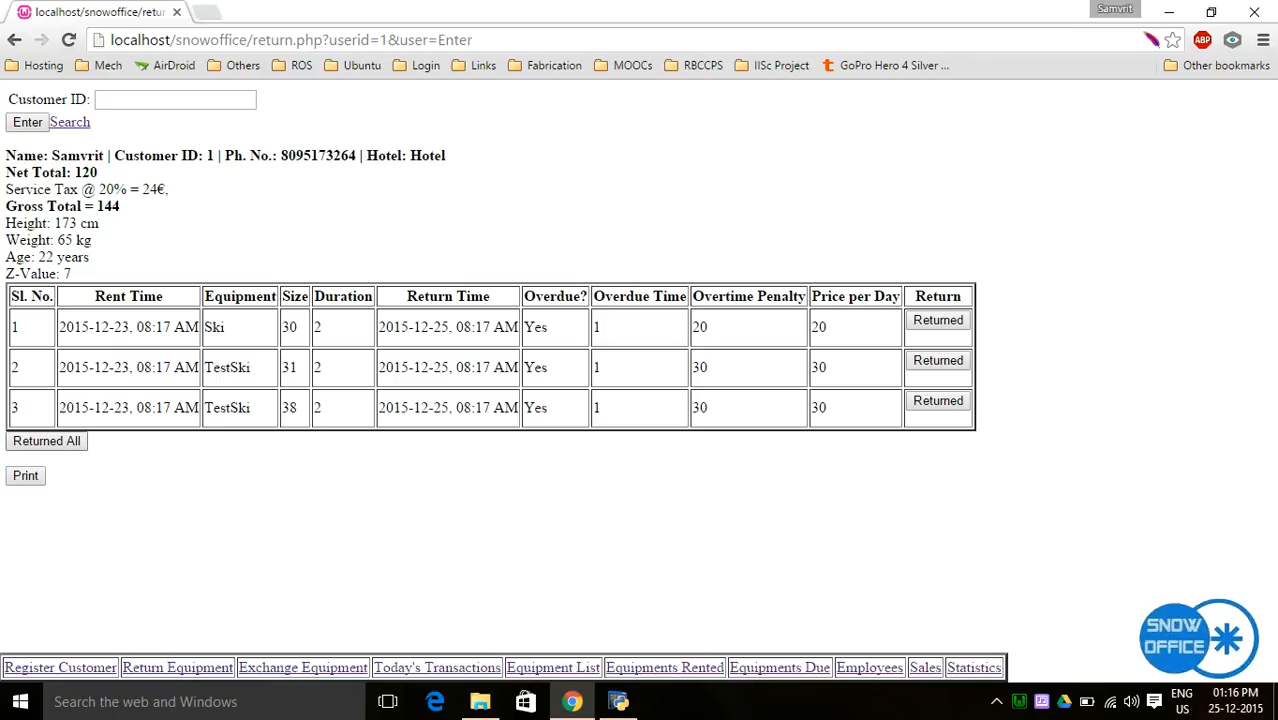 localhost/snowoffice/retur
Samvrit
localhost/snowoffice/return.php?userid=1&user=Enter
ABP
Hosting Mech AirDroid Others ROS Ubuntu Login Links Fabrication MOOCs RBCCPS IISc Project GoPro Hero 4 Silver ... Other bookmarks
Customer ID:
Enter Search
Name: Samvrit | Customer ID: 1 | Ph. No.: 8095173264 | Hotel: Hotel
Net Total: 120
Service Tax @ 20% = 24€,
Gross Total = 144
Height: 173 cm
Weight: 65 kg
Age: 22 years
Z-Value: 7
Sl. No. Rent Time Equipment Size Duration Return Time Overdue? Overdue Time Overtime Penalty Price per Day Return
1 2015-12-23, 08:17 AM Ski 30 2 2015-12-25, 08:17 AM Yes 1 20 20 Returned
2 2015-12-23, 08:17 AM TestSki 31 2 2015-12-25, 08:17 AM Yes 1 30 30 Returned
3 2015-12-23, 08:17 AM TestSki 38 2 2015-12-25, 08:17 AM Yes 1 30 30 Returned
Returned All
Print
SNOW
OFFICE
Register Customer Return Equipment Exchange Equipment Today's Transactions Equipment List Equipments Rented Equipments Due Employees Sales Statistics
Search the web and Windows
ENG
US
01:16 PM
25-12-2015